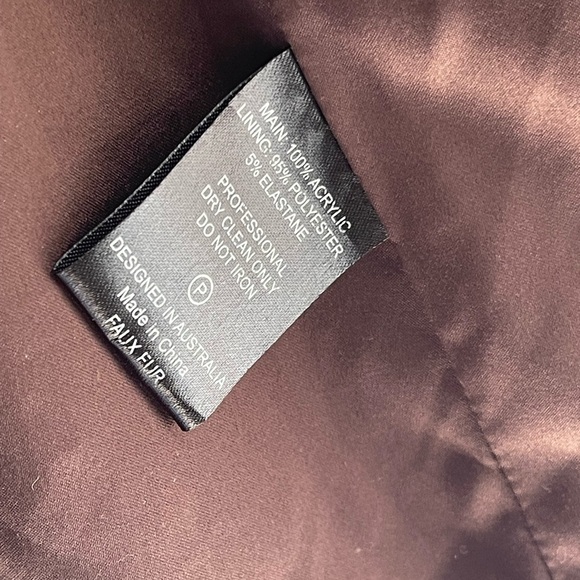 MAIN: 100% ACRYLIC
LINING: 95% POLYESTER
5% ELASTANE
PROFESSIONAL
DRY CLEAN ONLY
DO NOT IRON
P
DESIGNED IN AUSTRALIA
Made in China
FAUX FUR